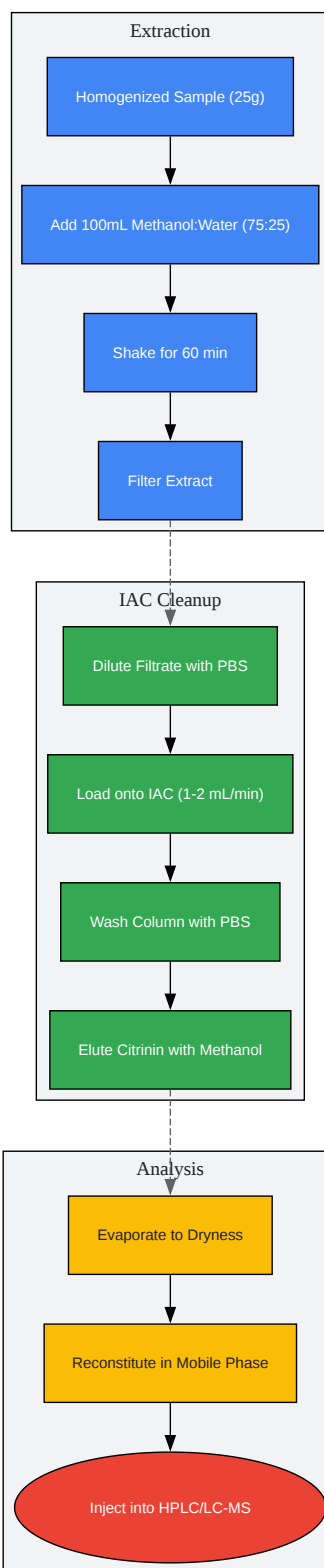 Extraction
Homogenized Sample (25g)
Add 100mL Methanol:Water (75:25)
Shake for 60 min
Filter Extract
IAC Cleanup
Dilute Filtrate with PBS
Load onto IAC (1-2 mL/min)
Wash Column with PBS
Elute Citrinin with Methanol
Analysis
Evaporate to Dryness
Reconstitute in Mobile Phase
Inject into HPLC/LC-MS